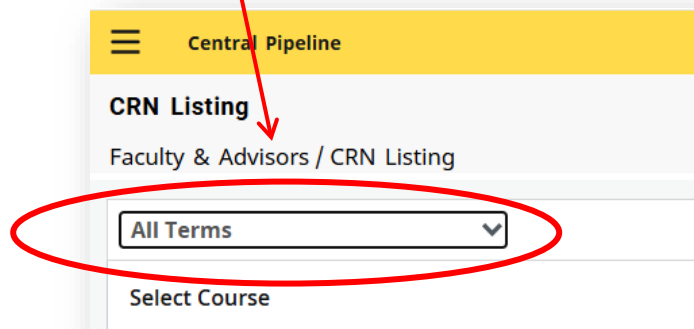 Central Pipeline
CRN Listing
Faculty & Advisors / CRN Listing
All Terms
Select Course